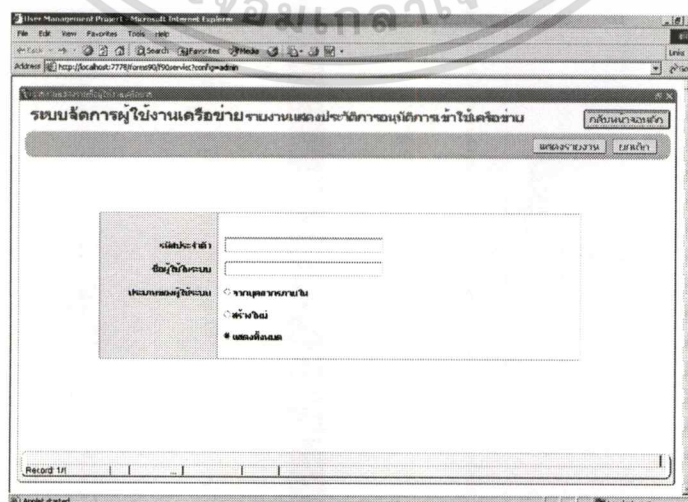 จอมเกล้า
User Management Project - Microsoft Internet Explorer
File Edit View Favorites Tools Help
Back Search Favorites Media
Links
Address http://localhost:7778/forms90/f90servlet?config=admin
ระบบจัดการผู้ใช้งานเครือข่าย รายงานแสดงประวัติการอนุมัติการเข้าใช้เครือข่าย
กลับหน้าจอหลัก
แสดงรายงาน ยกเลิก
รหัสประจำตัว
ชื่อผู้ใช้ในระบบ
ประเภทของผู้ใช้ระบบ จากบุคลากรภายใน
สร้างใหม่
แสดงทั้งหมด
Record: 1/1 ...
Applet started